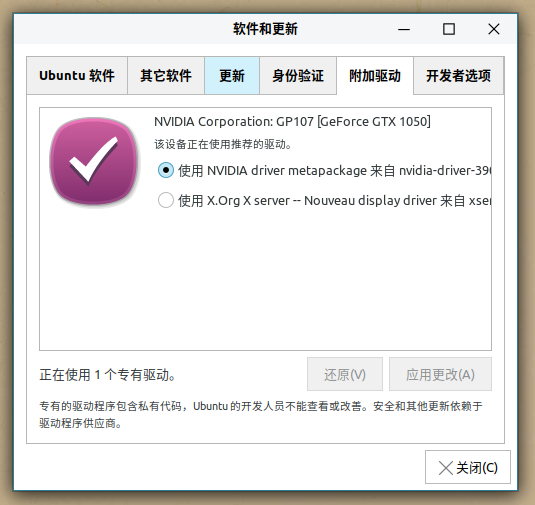 软件和更新
Ubuntu 软件
其它软件
更新
身份验证
附加驱动
开发者选项
NVIDIA Corporation: GP107 [GeForce GTX 1050]
该设备正在使用推荐的驱动。
使用 NVIDIA driver metapackage 来自 nvidia-driver-390
使用 X.Org X server -- Nouveau display driver 来自 xser
正在使用 1 个专有驱动。
还原(V)
应用更改(A)
专有的驱动程序包含私有代码，Ubuntu 的开发人员不能查看或改善。安全和其他更新依赖于
驱动程序供应商。
关闭(C)